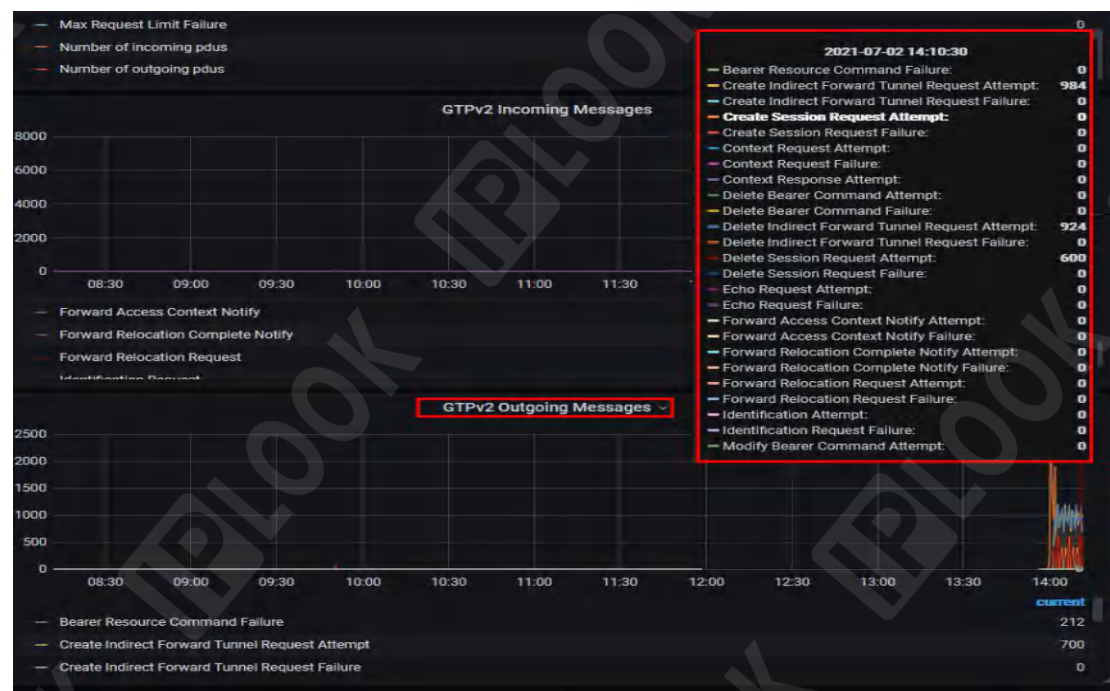 Max Request Limit Failure 0
Number of incoming pdus
Number of outgoing pdus
2021-07-02 14:10:30
Bearer Resource Command Failure: 0
Create Indirect Forward Tunnel Request Attempt: 984
Create Indirect Forward Tunnel Request Failure: 0
Create Session Request Attempt: 0
Create Session Request Failure: 0
Context Request Attempt: 0
Context Request Failure: 0
Context Response Attempt: 0
Delete Bearer Command Attempt: 0
Delete Bearer Command Failure: 0
Delete Indirect Forward Tunnel Request Attempt: 924
Delete Indirect Forward Tunnel Request Failure: 0
Delete Session Request Attempt: 600
Delete Session Request Failure: 0
Echo Request Attempt: 0
Echo Request Failure: 0
Forward Access Context Notify Attempt: 0
Forward Access Context Notify Failure: 0
Forward Relocation Complete Notify Attempt: 0
Forward Relocation Complete Notify Failure: 0
Forward Relocation Request Attempt: 0
Forward Relocation Request Failure: 0
Identification Attempt: 0
Identification Request Failure: 0
Modify Bearer Command Attempt: 0
GTPv2 Incoming Messages
8000
6000
4000
2000
0
08:30 09:00 09:30 10:00 10:30 11:00 11:30
Forward Access Context Notify
Forward Relocation Complete Notify
Forward Relocation Request
Identification Request
GTPv2 Outgoing Messages
2500
2000
1500
1000
500
0
08:30 09:00 09:30 10:00 10:30 11:00 11:30 12:00 12:30 13:00 13:30 14:00
current
Bearer Resource Command Failure 212
Create Indirect Forward Tunnel Request Attempt 700
Create Indirect Forward Tunnel Request Failure 0
IPLOOK
IPLOOK
IPLOOK